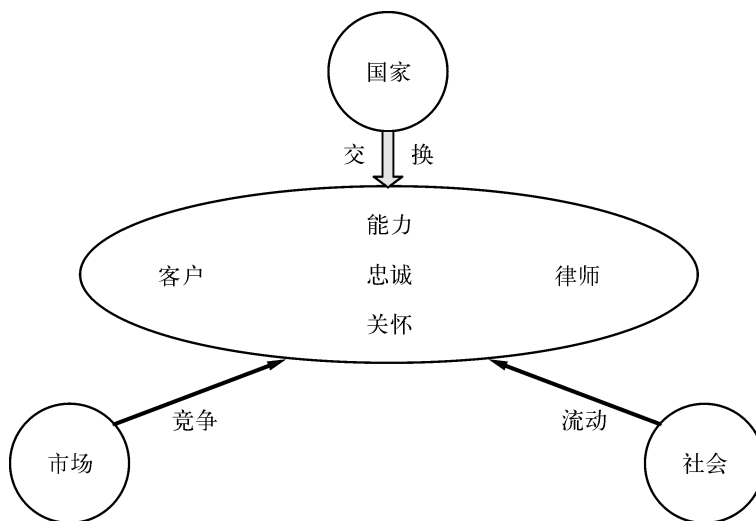 国家
交 换
能力
客户 忠诚 律师
关怀
竞争 流动
市场 社会